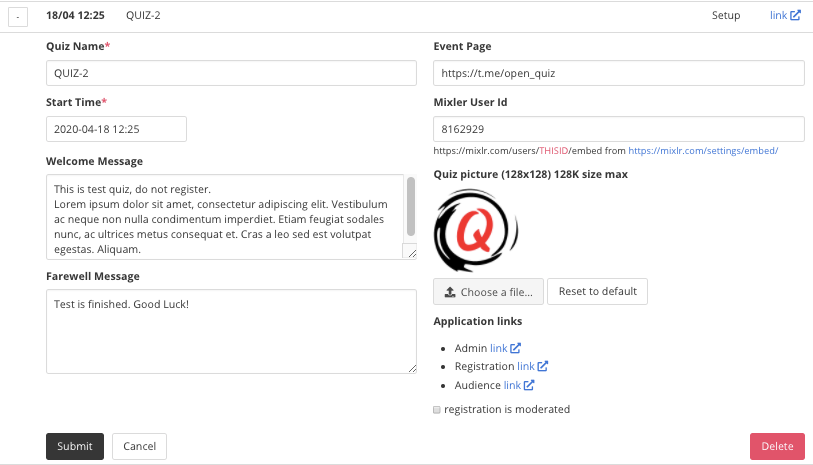 -
18/04 12:25 QUIZ-2 Setup link
Quiz Name*
QUIZ-2
Start Time*
2020-04-18 12:25
Welcome Message
This is test quiz, do not register.
Lorem ipsum dolor sit amet, consectetur adipiscing elit. Vestibulum
ac neque non nulla condimentum imperdiet. Etiam feugiat sodales
nunc, ac ultrices metus consequat et. Cras a leo sed est volutpat
egestas. Aliquam.
Farewell Message
Test is finished. Good Luck!
Event Page
https://t.me/open_quiz
Mixler User Id
8162929
https://mixlr.com/users/THISID/embed from https://mixlr.com/settings/embed/
Quiz picture (128x128) 128K size max
Q
Choose a file... Reset to default
Application links
Admin link
Registration link
Audience link
registration is moderated
Submit Cancel Delete